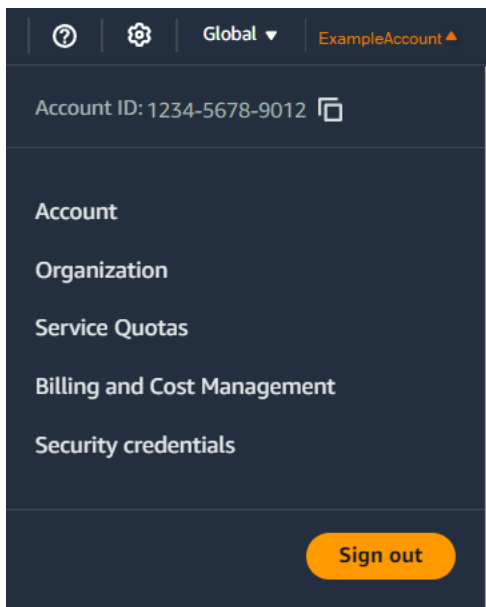 Global ExampleAccount
Account ID: 1234-5678-9012
Account
Organization
Service Quotas
Billing and Cost Management
Security credentials
Sign out